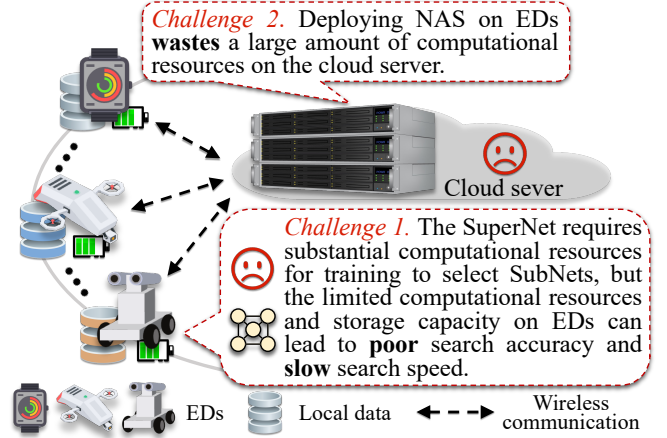 Challenge 2. Deploying NAS on EDs
wastes a large amount of computational
resources on the cloud server.
Cloud sever
Challenge 1. The SuperNet requires
substantial computational resources
for training to select SubNets, but
the limited computational resources
and storage capacity on EDs can
lead to poor search accuracy and
slow search speed.
EDs
Local data
Wireless
communication